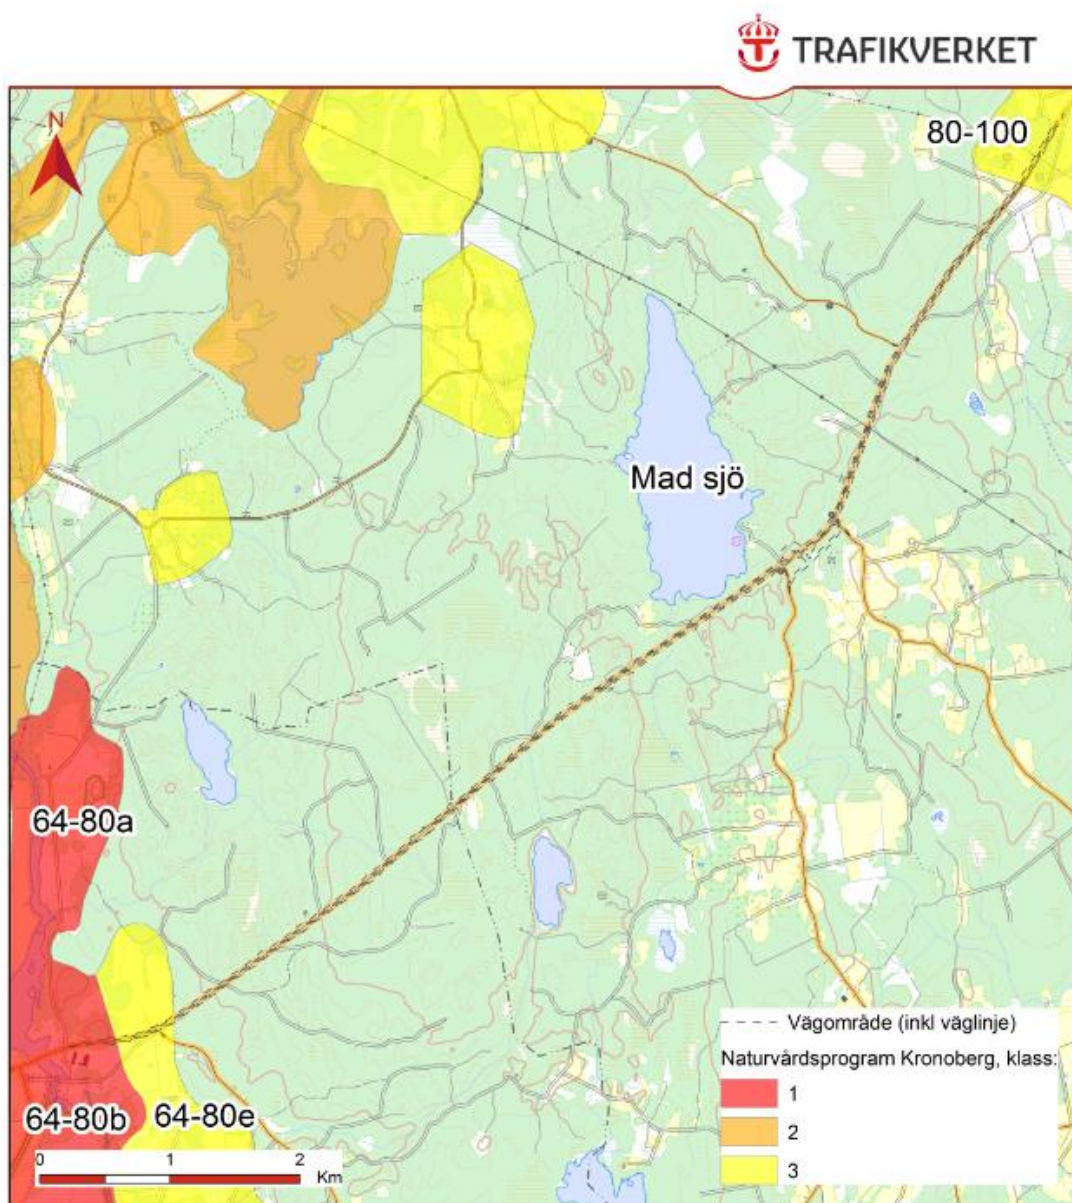 TRAFIKVERKET
N
80-100
Mad sjö
64-80a
64-80b
64-80e
Vägområde (inkl väglinje)
Naturvårdsprogram Kronoberg, klass:
1
2
3
0 1 2
Km